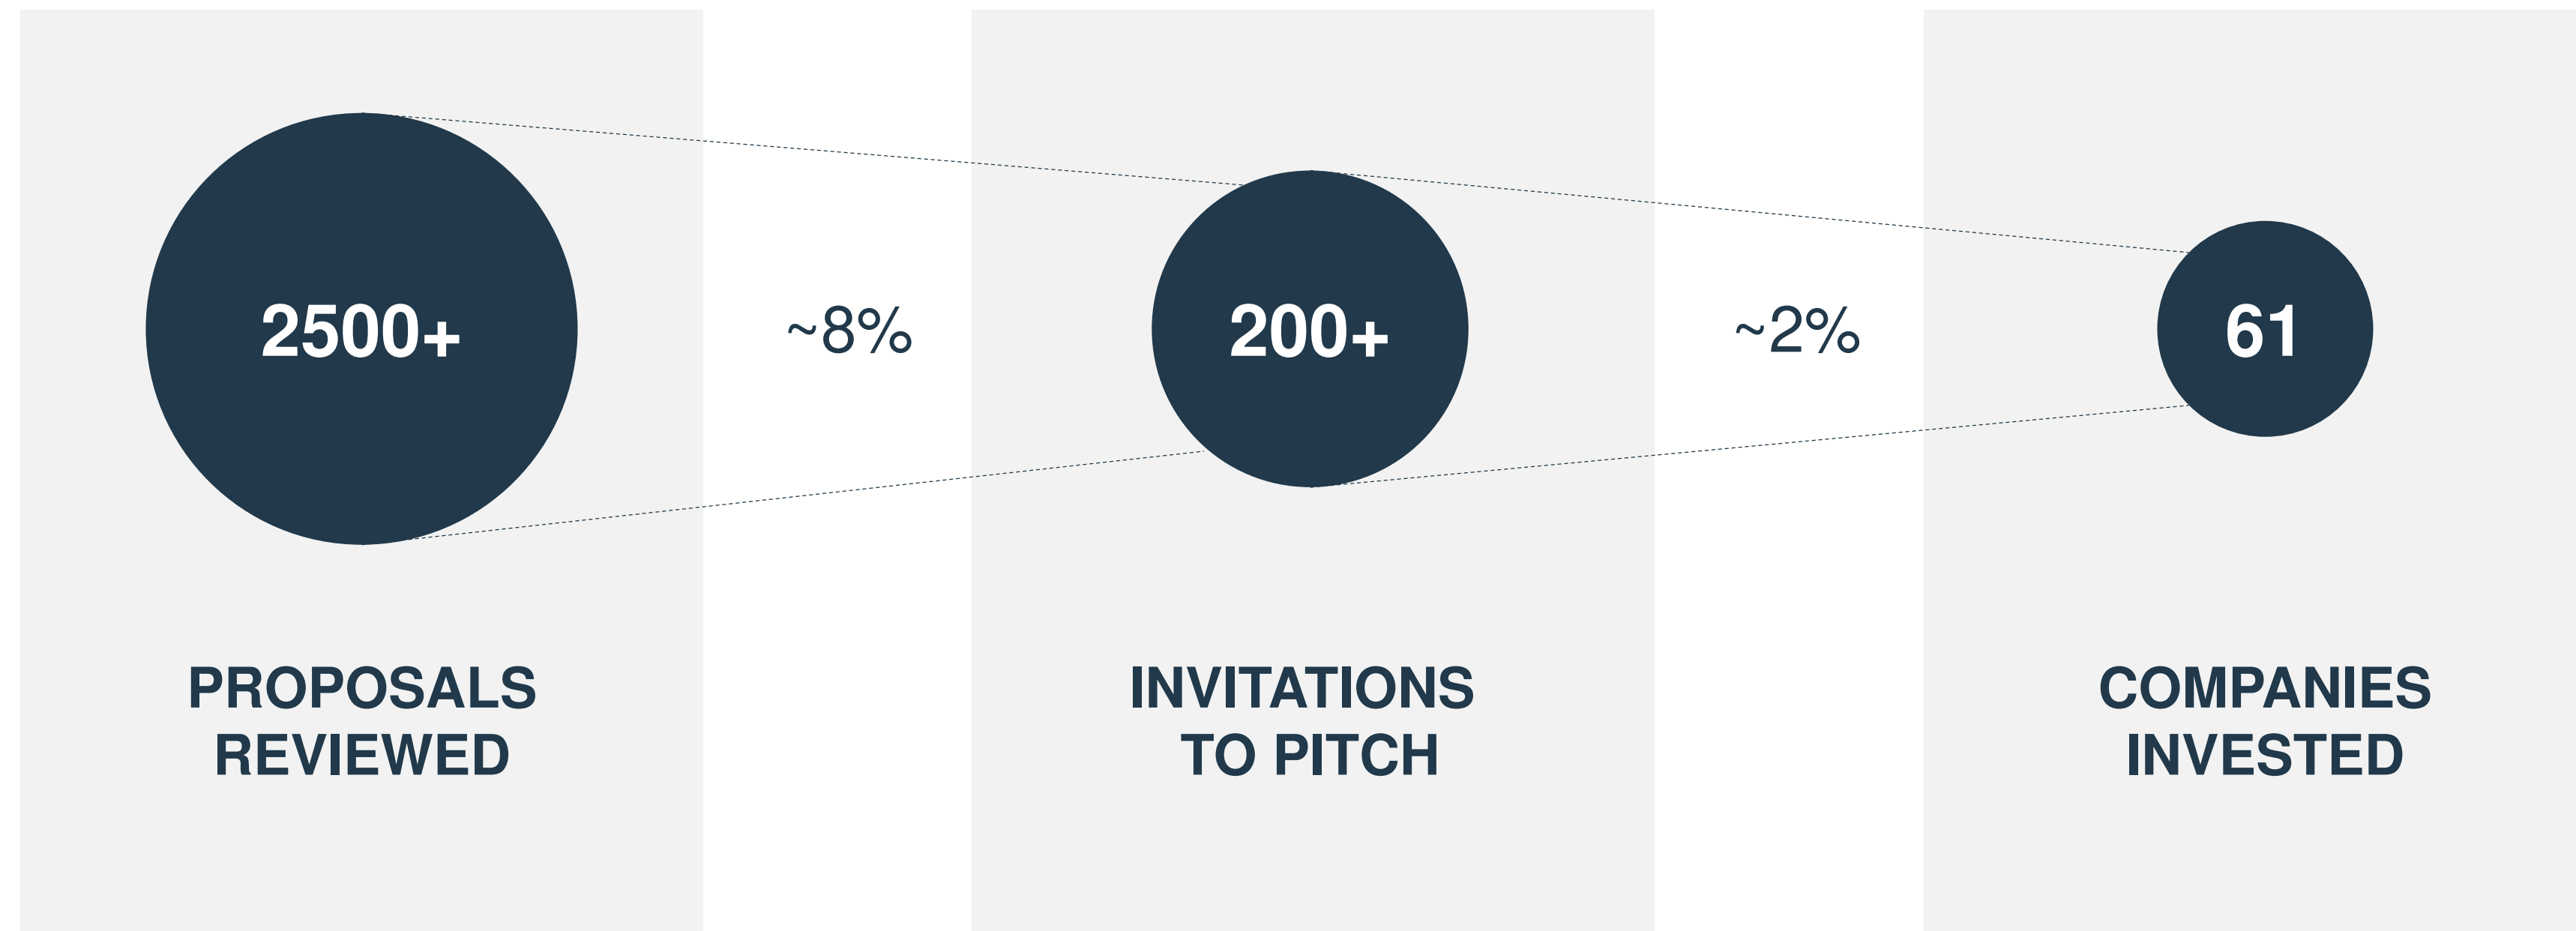 2500+
~8%
200+
~2%
61
PROPOSALS
REVIEWED
INVITATIONS
TO PITCH
COMPANIES
INVESTED